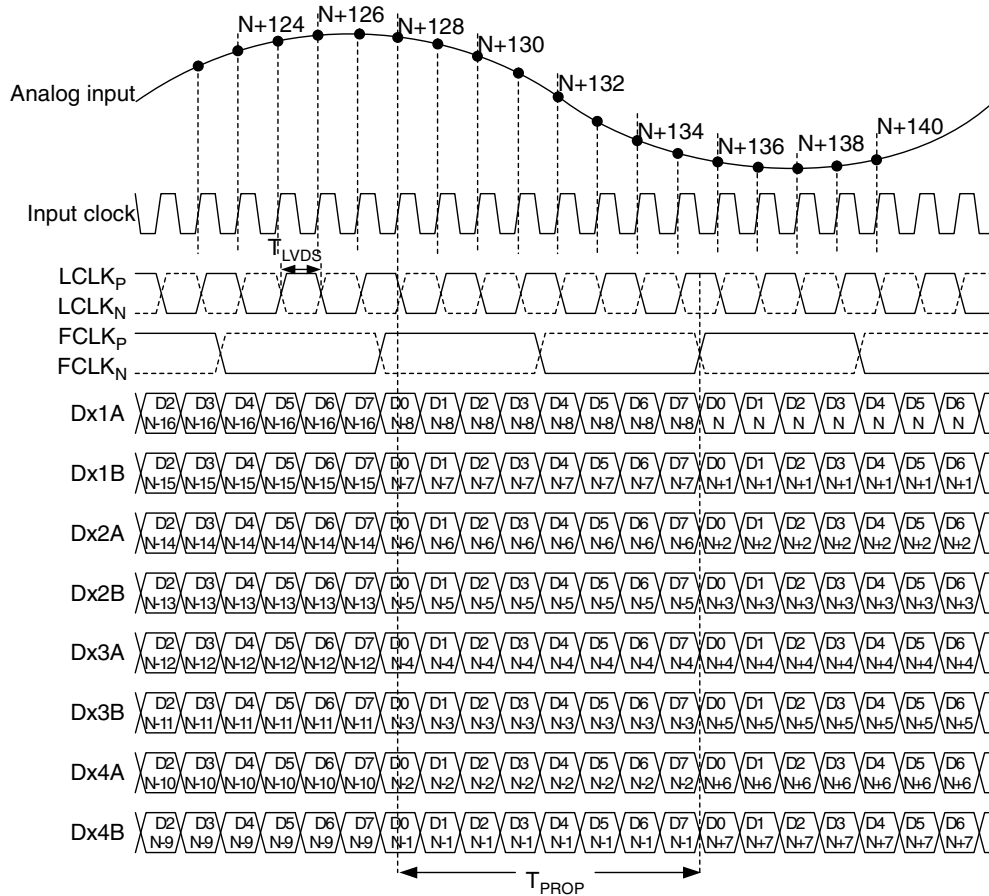 N+124 N+126 N+128 N+130 N+132 N+134 N+136 N+138 N+140
Analog input
Input clock
T_LVDS
LCLK_P
LCLK_N
FCLK_P
FCLK_N
Dx1A D2 D3 D4 D5 D6 D7 D0 D1 D2 D3 D4 D5 D6 D7 D0 D1 D2 D3 D4 D5 D6
N-16 N-16 N-16 N-16 N-16 N-16 N-8 N-8 N-8 N-8 N-8 N-8 N-8 N-8 N N N N N N N
Dx1B D2 D3 D4 D5 D6 D7 D0 D1 D2 D3 D4 D5 D6 D7 D0 D1 D2 D3 D4 D5 D6
N-15 N-15 N-15 N-15 N-15 N-15 N-7 N-7 N-7 N-7 N-7 N-7 N-7 N-7 N+1 N+1 N+1 N+1 N+1 N+1 N+1
Dx2A D2 D3 D4 D5 D6 D7 D0 D1 D2 D3 D4 D5 D6 D7 D0 D1 D2 D3 D4 D5 D6
N-14 N-14 N-14 N-14 N-14 N-14 N-6 N-6 N-6 N-6 N-6 N-6 N-6 N-6 N+2 N+2 N+2 N+2 N+2 N+2 N+2
Dx2B D2 D3 D4 D5 D6 D7 D0 D1 D2 D3 D4 D5 D6 D7 D0 D1 D2 D3 D4 D5 D6
N-13 N-13 N-13 N-13 N-13 N-13 N-5 N-5 N-5 N-5 N-5 N-5 N-5 N-5 N+3 N+3 N+3 N+3 N+3 N+3 N+3
Dx3A D2 D3 D4 D5 D6 D7 D0 D1 D2 D3 D4 D5 D6 D7 D0 D1 D2 D3 D4 D5 D6
N-12 N-12 N-12 N-12 N-12 N-12 N-4 N-4 N-4 N-4 N-4 N-4 N-4 N-4 N+4 N+4 N+4 N+4 N+4 N+4 N+4
Dx3B D2 D3 D4 D5 D6 D7 D0 D1 D2 D3 D4 D5 D6 D7 D0 D1 D2 D3 D4 D5 D6
N-11 N-11 N-11 N-11 N-11 N-11 N-3 N-3 N-3 N-3 N-3 N-3 N-3 N-3 N+5 N+5 N+5 N+5 N+5 N+5 N+5
Dx4A D2 D3 D4 D5 D6 D7 D0 D1 D2 D3 D4 D5 D6 D7 D0 D1 D2 D3 D4 D5 D6
N-10 N-10 N-10 N-10 N-10 N-10 N-2 N-2 N-2 N-2 N-2 N-2 N-2 N-2 N+6 N+6 N+6 N+6 N+6 N+6 N+6
Dx4B D2 D3 D4 D5 D6 D7 D0 D1 D2 D3 D4 D5 D6 D7 D0 D1 D2 D3 D4 D5 D6
N-9 N-9 N-9 N-9 N-9 N-9 N-1 N-1 N-1 N-1 N-1 N-1 N-1 N-1 N+7 N+7 N+7 N+7 N+7 N+7 N+7
T_PROP